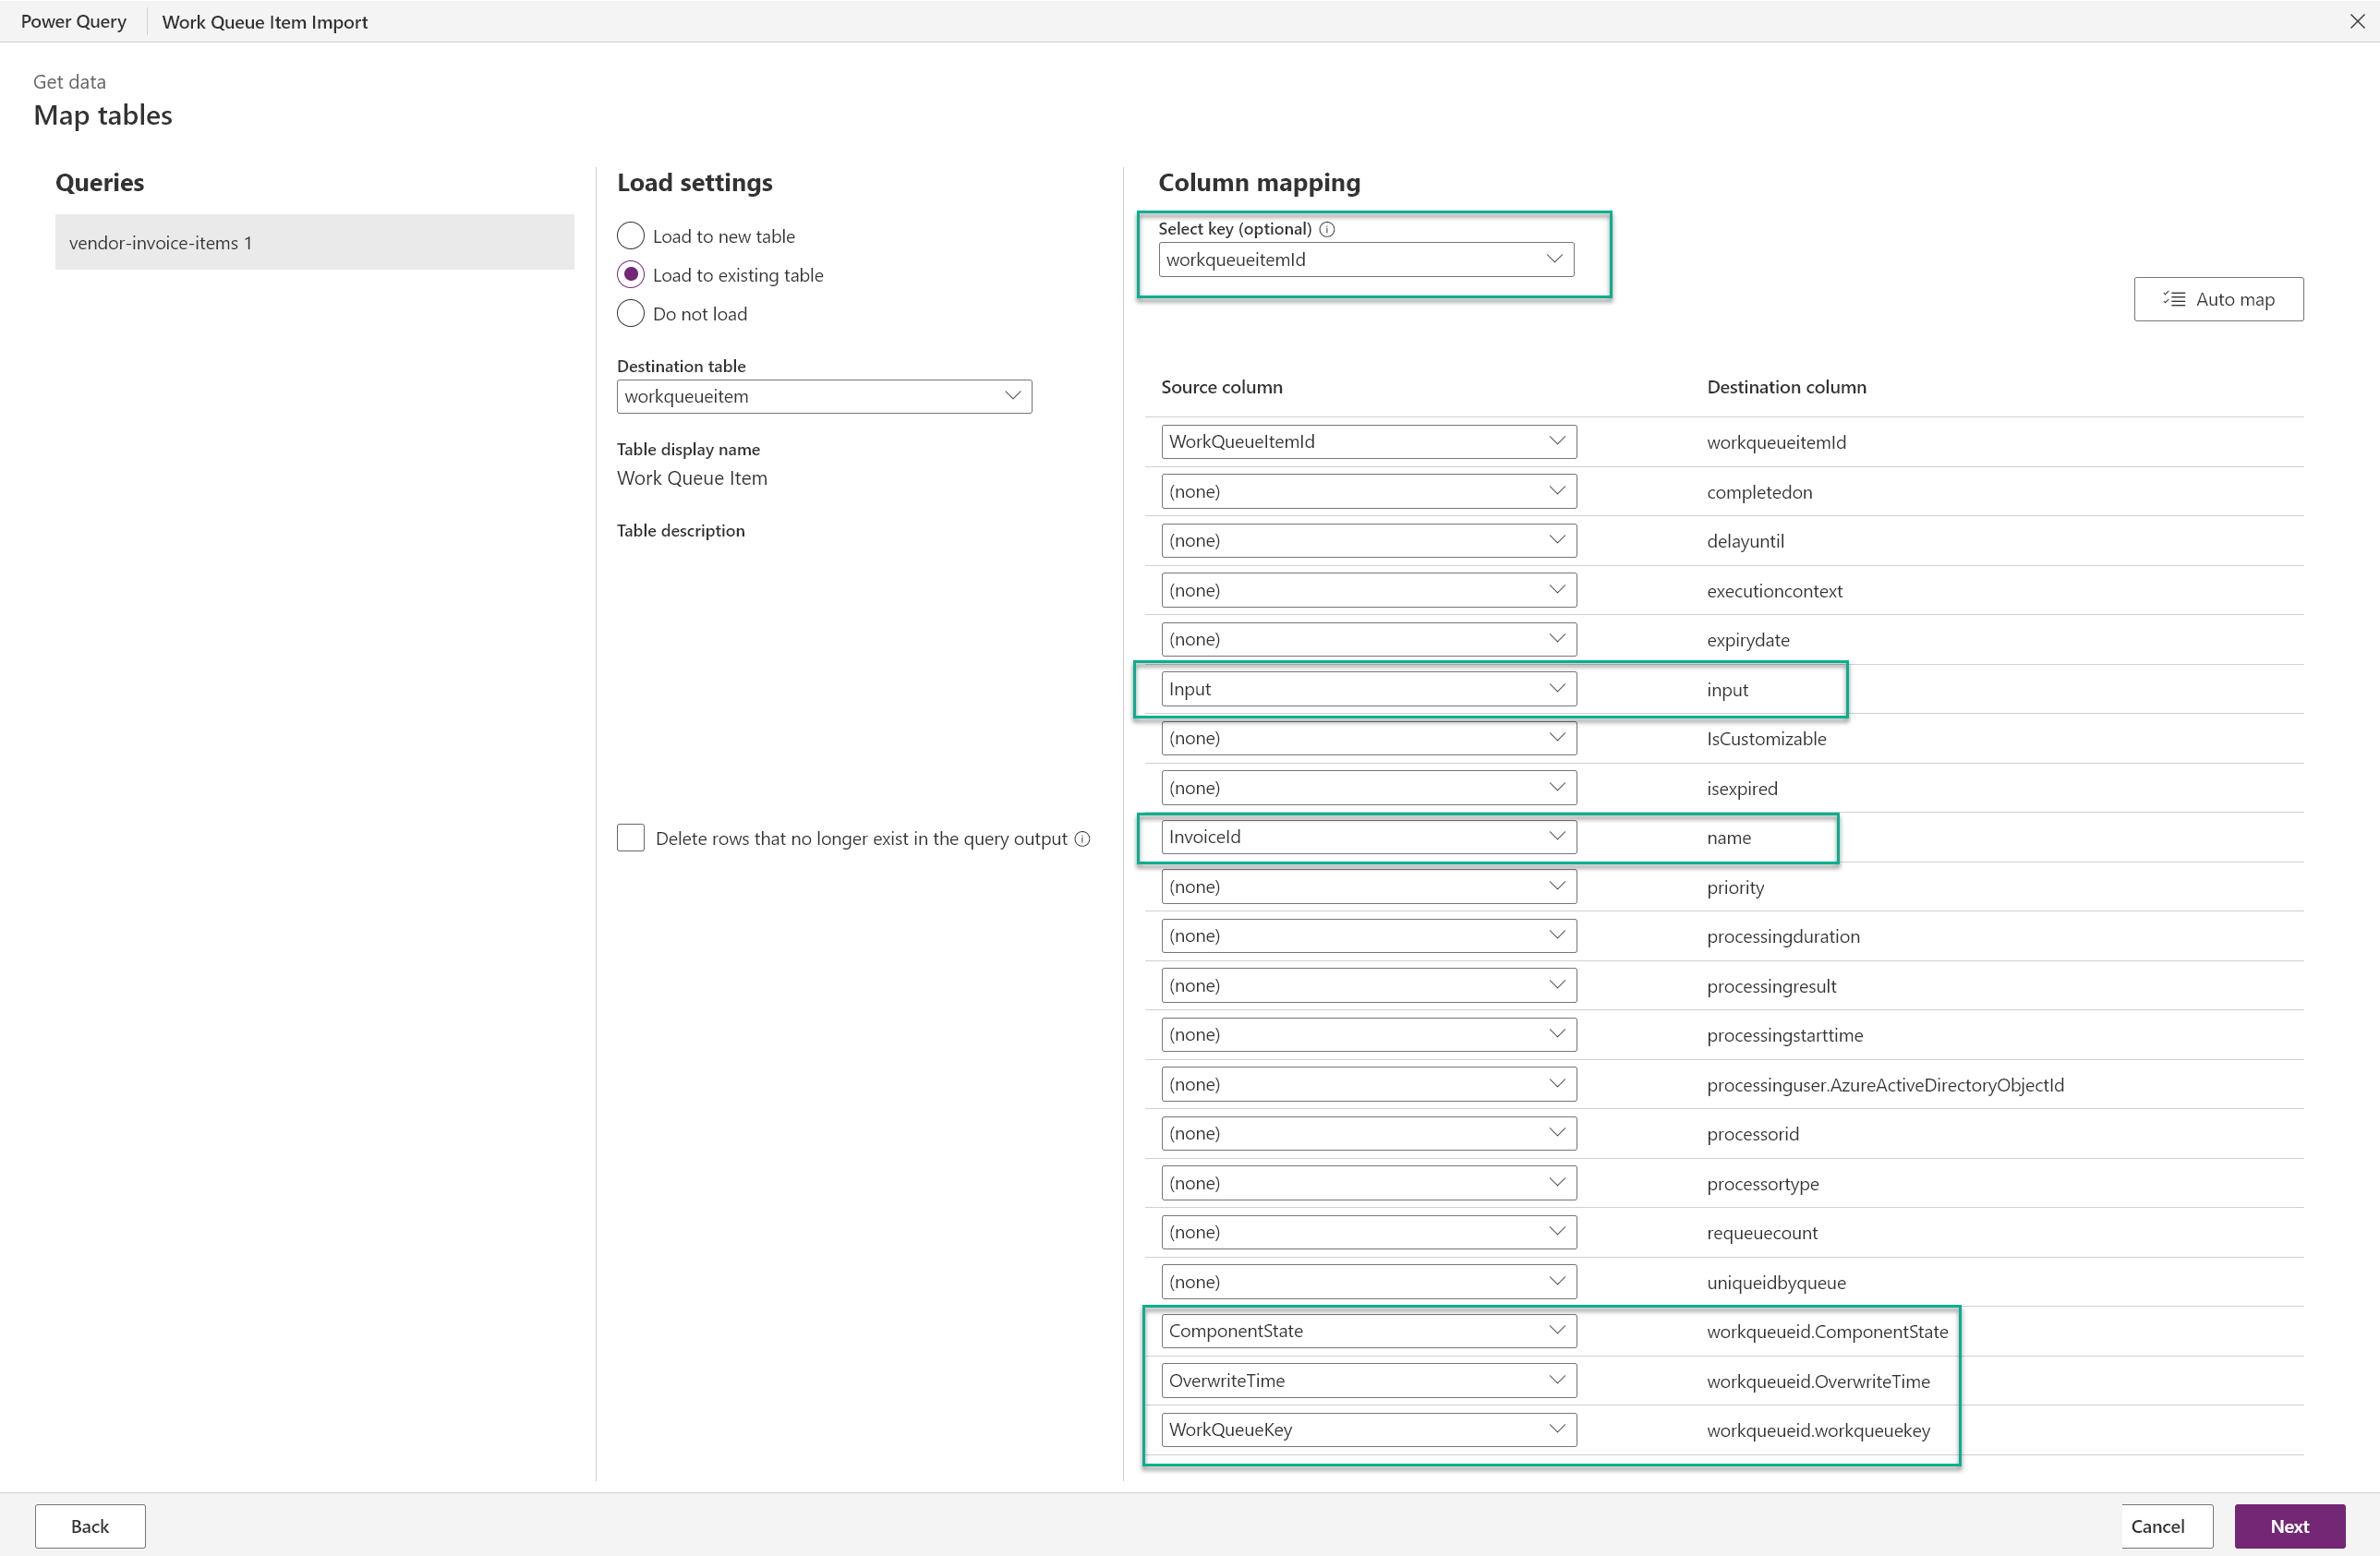 Power Query
Work Queue Item Import
Get data
Map tables
Queries
vendor-invoice-items 1
Load settings
Load to new table
Load to existing table
Do not load
Destination table
workqueueitem
Table display name
Work Queue Item
Table description
Delete rows that no longer exist in the query output
Column mapping
Select key (optional)
workqueueitemId
Auto map
Source column Destination column
WorkQueueItemId workqueueitemId
(none) completedon
(none) delayuntil
(none) executioncontext
(none) expirydate
Input input
(none) IsCustomizable
(none) isexpired
InvoiceId name
(none) priority
(none) processingduration
(none) processingresult
(none) processingstarttime
(none) processinguser.AzureActiveDirectoryObjectId
(none) processorid
(none) processortype
(none) requeuecount
(none) uniqueidbyqueue
ComponentState workqueueid.ComponentState
OverwriteTime workqueueid.OverwriteTime
WorkQueueKey workqueueid.workqueuekey
Back
Cancel
Next